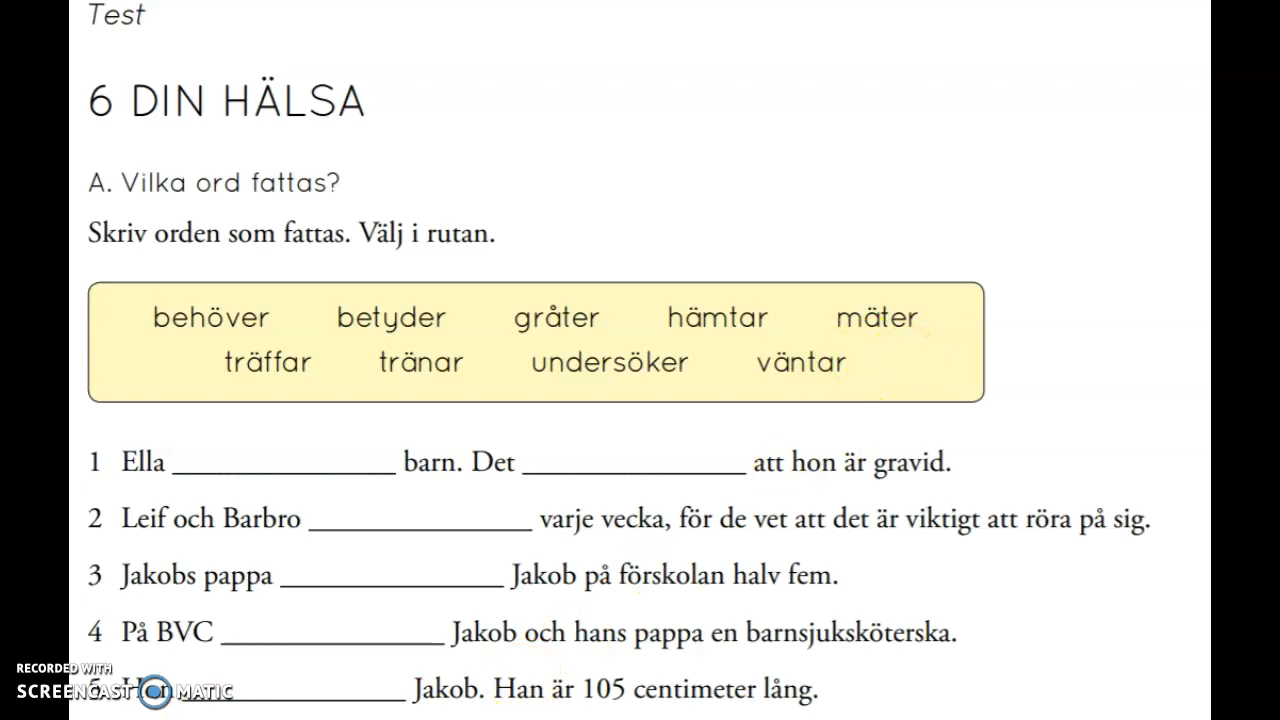 Test
6 DIN HÄLSA
A. Vilka ord fattas?
Skriv orden som fattas. Välj i rutan.
behöver betyder gråter hämtar mäter
träffar tränar undersöker väntar
1 Ella ________________ barn. Det ________________ att hon är gravid.
2 Leif och Barbro ________________ varje vecka, för de vet att det är viktigt att röra på sig.
3 Jakobs pappa ________________ Jakob på förskolan halv fem.
4 På BVC ________________ Jakob och hans pappa en barnsjuksköterska.
________________ Jakob. Han är 105 centimeter lång.
RECORDED WITH
SCREENCAST MATIC